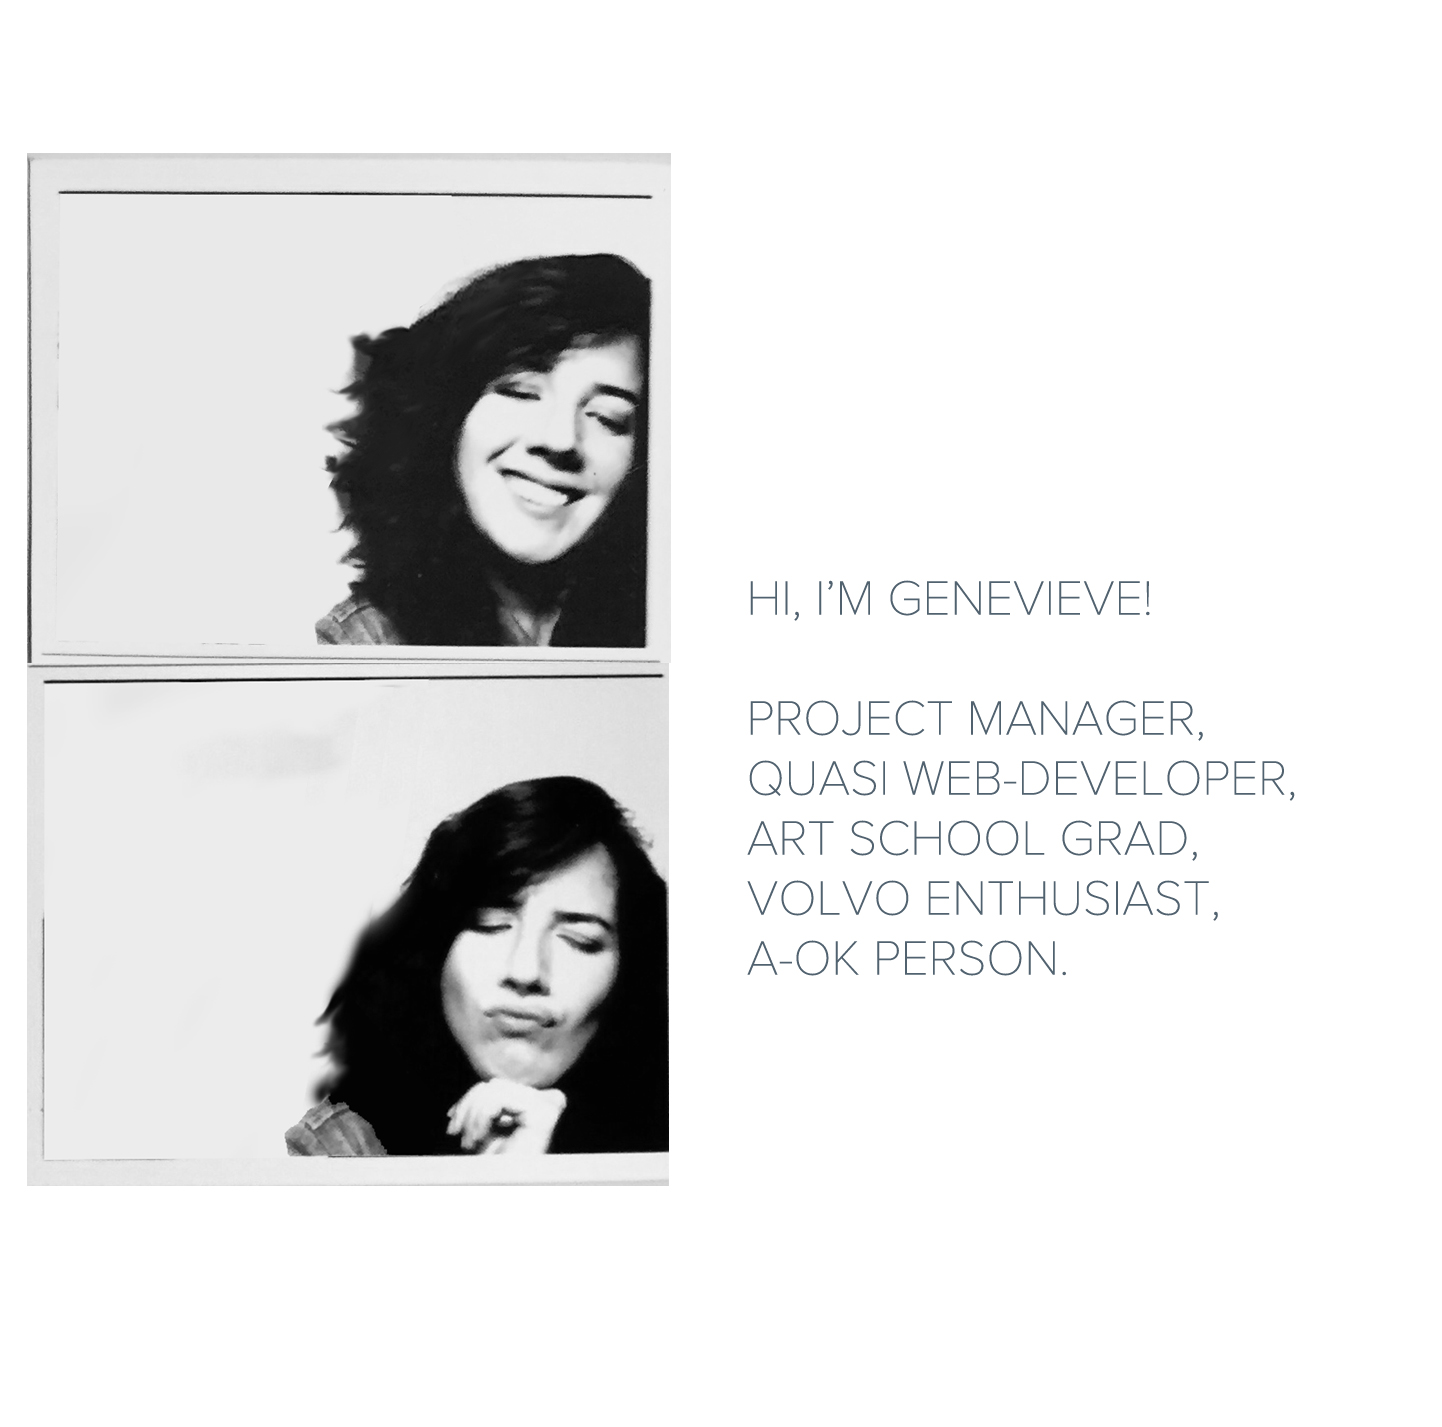 HI, I'M GENEVIEVE!
PROJECT MANAGER,
QUASI WEB-DEVELOPER,
ART SCHOOL GRAD,
VOLVO ENTHUSIAST,
A-OK PERSON.